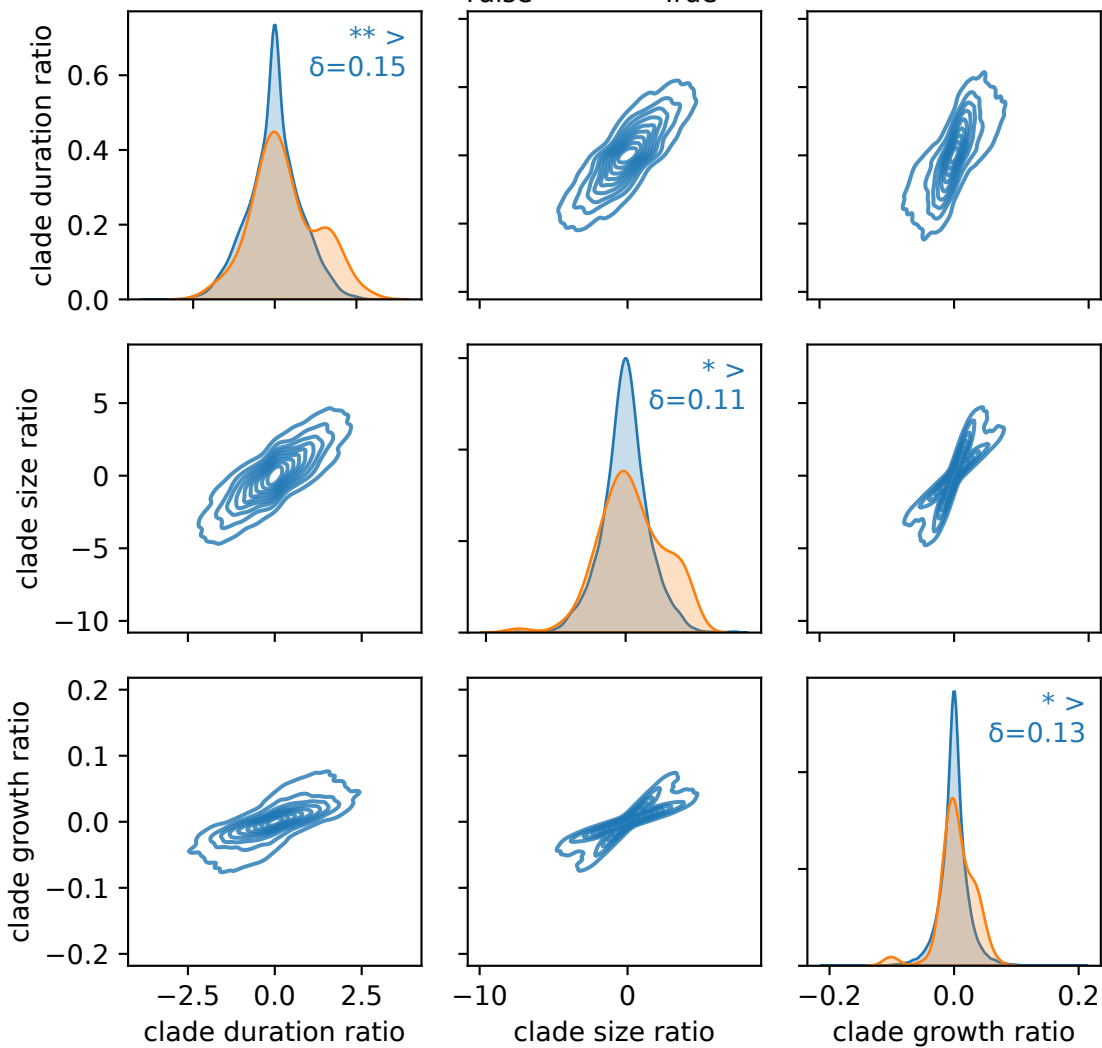 False True
clade duration ratio
0.6
0.4
0.2
0.0
** >
δ=0.15
clade size ratio
5
0
−5
−10
* >
δ=0.11
clade growth ratio
0.2
0.1
0.0
−0.1
−0.2
* >
δ=0.13
−2.5 0.0 2.5
−10 0
−0.2 0.0 0.2
clade duration ratio
clade size ratio
clade growth ratio